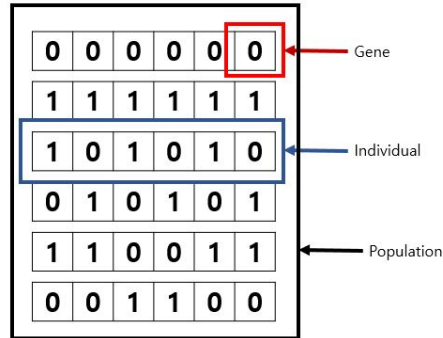 0 0 0 0 0 0 Gene
1 1 1 1 1 1
1 0 1 0 1 0 Individual
0 1 0 1 0 1
1 1 0 0 1 1 Population
0 0 1 1 0 0